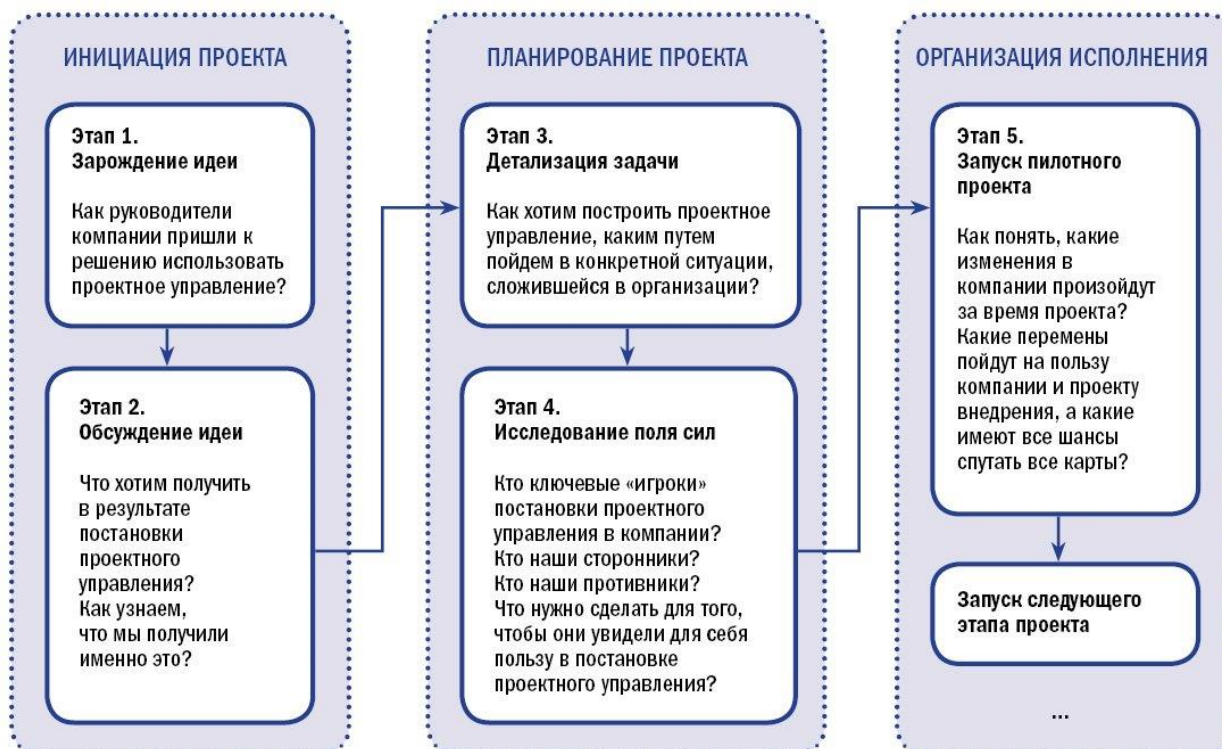 ИНИЦИАЦИЯ ПРОЕКТА
Этап 1.
Зарождение идеи
Как руководители
компании пришли к
решению использовать
проектное управление?
Этап 2.
Обсуждение идеи
Что хотим получить
в результате
постановки
проектного
управления?
Как узнаем,
что мы получили
именно это?
ПЛАНИРОВАНИЕ ПРОЕКТА
Этап 3.
Детализация задачи
Как хотим построить проектное
управление, каким путем
пойдем в конкретной ситуации,
сложившейся в организации?
Этап 4.
Исследование поля сил
Кто ключевые «игроки»
постановки проектного
управления в компании?
Кто наши сторонники?
Кто наши противники?
Что нужно сделать для того,
чтобы они увидели для себя
пользу в постановке
проектного управления?
ОРГАНИЗАЦИЯ ИСПОЛНЕНИЯ
Этап 5.
Запуск пилотного
проекта
Как понять, какие
изменения в
компании произойдут
за время проекта?
Какие перемены
пойдут на пользу
компании и проекту
внедрения, а какие
имеют все шансы
спутать все карты?
Запуск следующего
этапа проекта
...